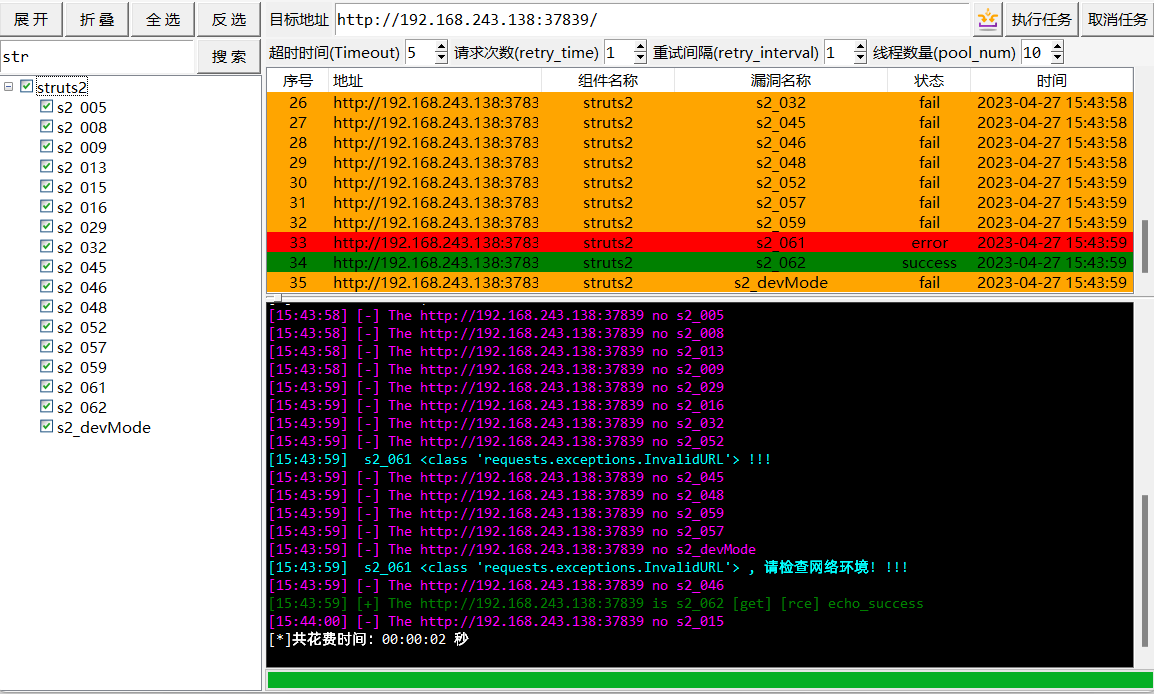 展 开 折 叠 全 选 反 选 目标地址 http://192.168.243.138:37839/ 执行任务 取消任务
str 搜 索 超时时间(Timeout) 5 请求次数(retry_time) 1 重试间隔(retry_interval) 1 线程数量(pool_num) 10
struts2
s2_005
s2_008
s2_009
s2_013
s2_015
s2_016
s2_029
s2_032
s2_045
s2_046
s2_048
s2_052
s2_057
s2_059
s2_061
s2_062
s2_devMode
序号 地址 组件名称 漏洞名称 状态 时间
26 http://192.168.243.138:3783 struts2 s2_032 fail 2023-04-27 15:43:58
27 http://192.168.243.138:3783 struts2 s2_045 fail 2023-04-27 15:43:58
28 http://192.168.243.138:3783 struts2 s2_046 fail 2023-04-27 15:43:58
29 http://192.168.243.138:3783 struts2 s2_048 fail 2023-04-27 15:43:58
30 http://192.168.243.138:3783 struts2 s2_052 fail 2023-04-27 15:43:59
31 http://192.168.243.138:3783 struts2 s2_057 fail 2023-04-27 15:43:59
32 http://192.168.243.138:3783 struts2 s2_059 fail 2023-04-27 15:43:59
33 http://192.168.243.138:3783 struts2 s2_061 error 2023-04-27 15:43:59
34 http://192.168.243.138:3783 struts2 s2_062 success 2023-04-27 15:43:59
35 http://192.168.243.138:3783 struts2 s2_devMode fail 2023-04-27 15:43:59
[15:43:58] [-] The http://192.168.243.138:37839 no s2_005
[15:43:58] [-] The http://192.168.243.138:37839 no s2_008
[15:43:58] [-] The http://192.168.243.138:37839 no s2_013
[15:43:58] [-] The http://192.168.243.138:37839 no s2_009
[15:43:59] [-] The http://192.168.243.138:37839 no s2_029
[15:43:59] [-] The http://192.168.243.138:37839 no s2_016
[15:43:59] [-] The http://192.168.243.138:37839 no s2_032
[15:43:59] [-] The http://192.168.243.138:37839 no s2_052
[15:43:59] s2_061 <class 'requests.exceptions.InvalidURL'> !!!
[15:43:59] [-] The http://192.168.243.138:37839 no s2_045
[15:43:59] [-] The http://192.168.243.138:37839 no s2_048
[15:43:59] [-] The http://192.168.243.138:37839 no s2_059
[15:43:59] [-] The http://192.168.243.138:37839 no s2_057
[15:43:59] [-] The http://192.168.243.138:37839 no s2_devMode
[15:43:59] s2_061 <class 'requests.exceptions.InvalidURL'> , 请检查网络环境! !!!
[15:43:59] [-] The http://192.168.243.138:37839 no s2_046
[15:43:59] [+] The http://192.168.243.138:37839 is s2_062 [get] [rce] echo_success
[15:44:00] [-] The http://192.168.243.138:37839 no s2_015
[*]共花费时间：00:00:02 秒